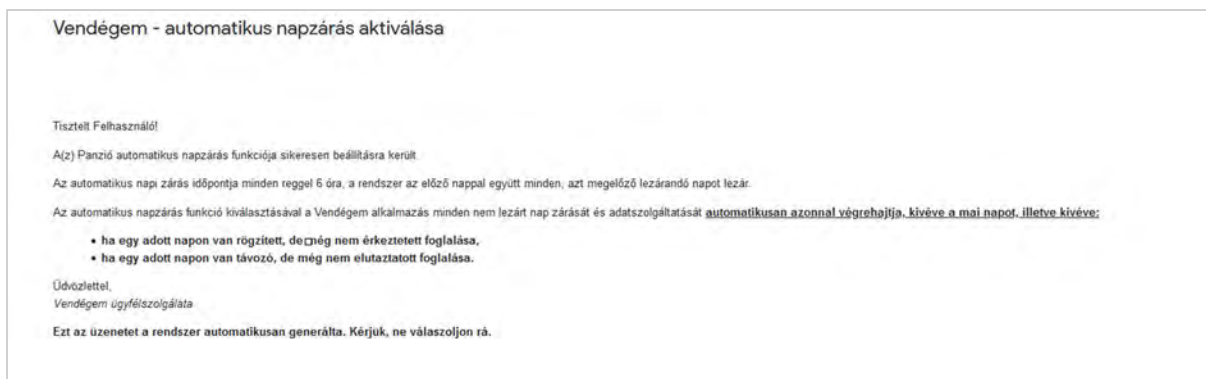 Vendégem - automatikus napzárás aktiválása
Tisztelt Felhasználó!
A(z) Panzió automatikus napzárás funkciója sikeresen beállításra került.
Az automatikus napi zárás időpontja minden reggel 6 óra, a rendszer az előző nappal együtt minden, azt megelőző lezárandó napot lezár.
Az automatikus napzárás funkció kiválasztásával a Vendégem alkalmazás minden nem lezárt nap zárását és adatszolgáltatását automatikusan azonnal végrehajtja, kivéve a mai napot, illetve kivéve:
• ha egy adott napon van rögzített, de még nem érkeztetett foglalása,
• ha egy adott napon van távozó, de még nem elutaztatott foglalása.
Üdvözlettel,
Vendégem ügyfélszolgálata
Ezt az üzenetet a rendszer automatikusan generálta. Kérjük, ne válaszoljon rá.